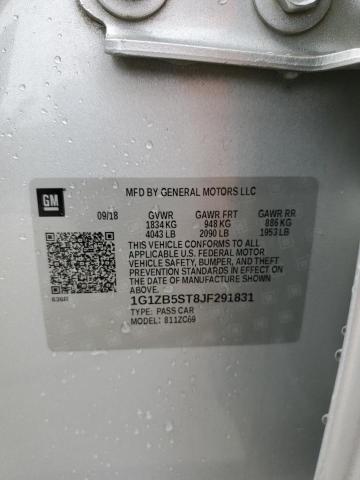 GM
MFD BY GENERAL MOTORS LLC
09/18 GVWR GAWR FRT GAWR RR
1834 KG 948 KG 886 KG
4043 LB 2090 LB 1953 LB
THIS VEHICLE CONFORMS TO ALL
APPLICABLE U.S. FEDERAL MOTOR
VEHICLE SAFETY, BUMPER, AND THEFT
PREVENTION STANDARDS IN EFFECT ON
THE DATE OF MANUFACTURE SHOWN
ABOVE.
1G1ZB5ST8JF291831
TYPE: PASS CAR
MODEL: 811ZC69